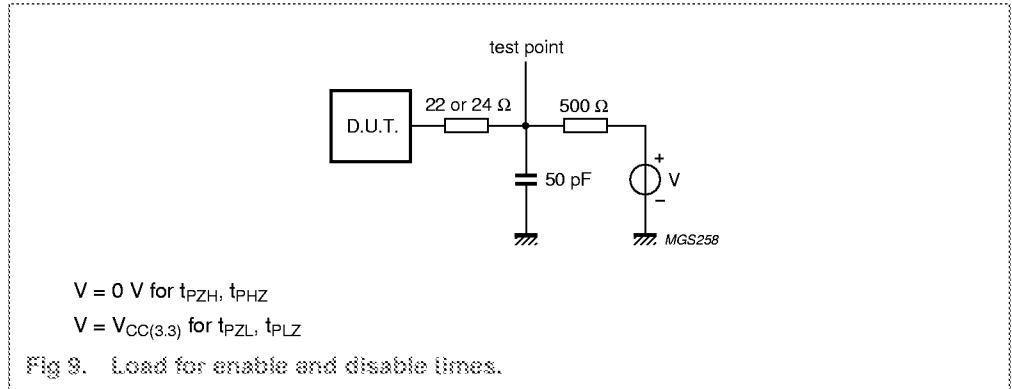 test point
22 or 24 Ω
500 Ω
D.U.T.
+
50 pF
V
−
MGS258
V = 0 V for tPZH, tPHZ
V = VCC(3.3) for tPZL, tPLZ
Fig 9. Load for enable and disable times.